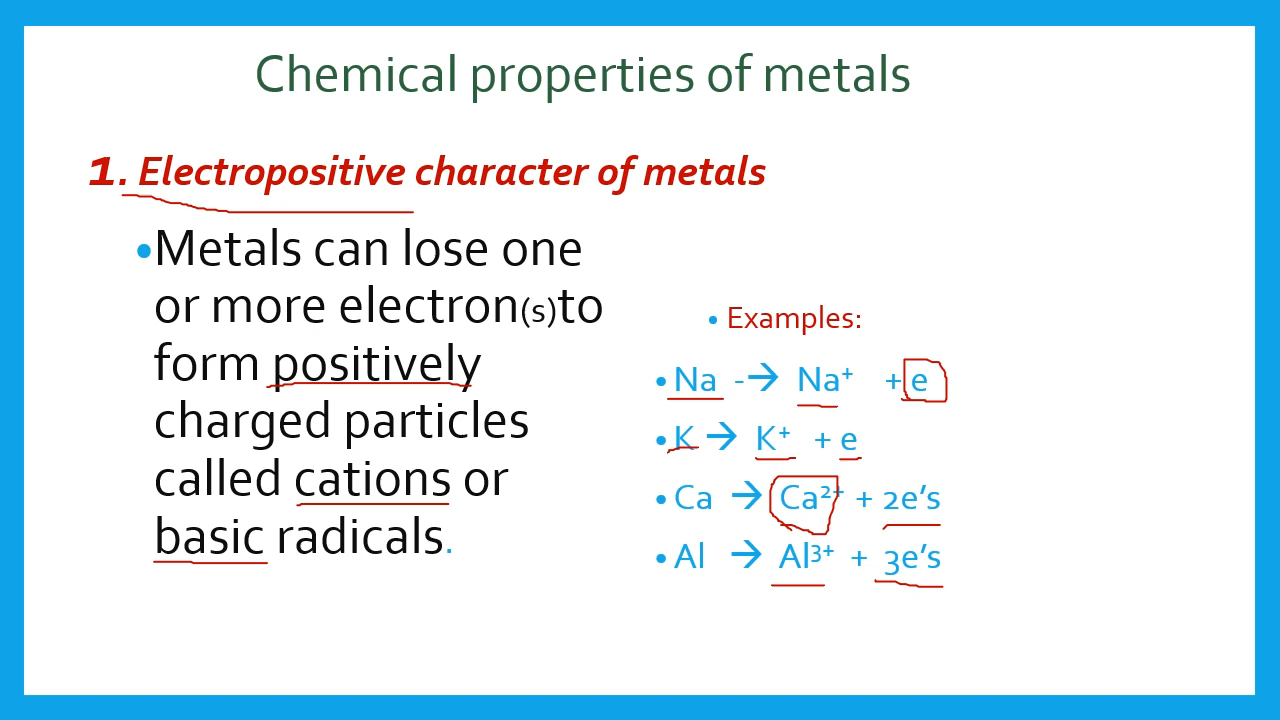 Chemical properties of metals
1. Electropositive character of metals
•Metals can lose one
or more electron(s)to
form positively
charged particles
called cations or
basic radicals.
• Examples:
• Na -→ Na⁺ + e
• K → K⁺ + e
• Ca → Ca²⁺ + 2e's
• Al → Al³⁺ + 3e's